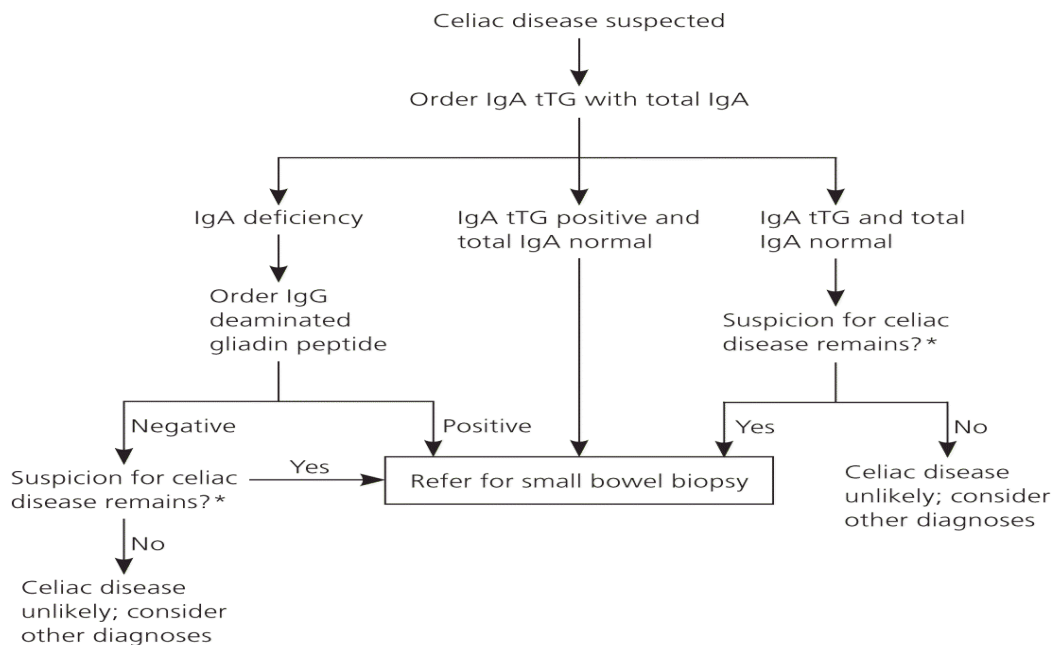 Celiac disease suspected
Order IgA tTG with total IgA
IgA deficiency
IgA tTG positive and
total IgA normal
IgA tTG and total
IgA normal
Order IgG
deaminated
gliadin peptide
Suspicion for celiac
disease remains?*
Negative
Positive
Yes
No
Suspicion for celiac
disease remains?*
Yes
Refer for small bowel biopsy
Celiac disease
unlikely; consider
other diagnoses
No
Celiac disease
unlikely; consider
other diagnoses